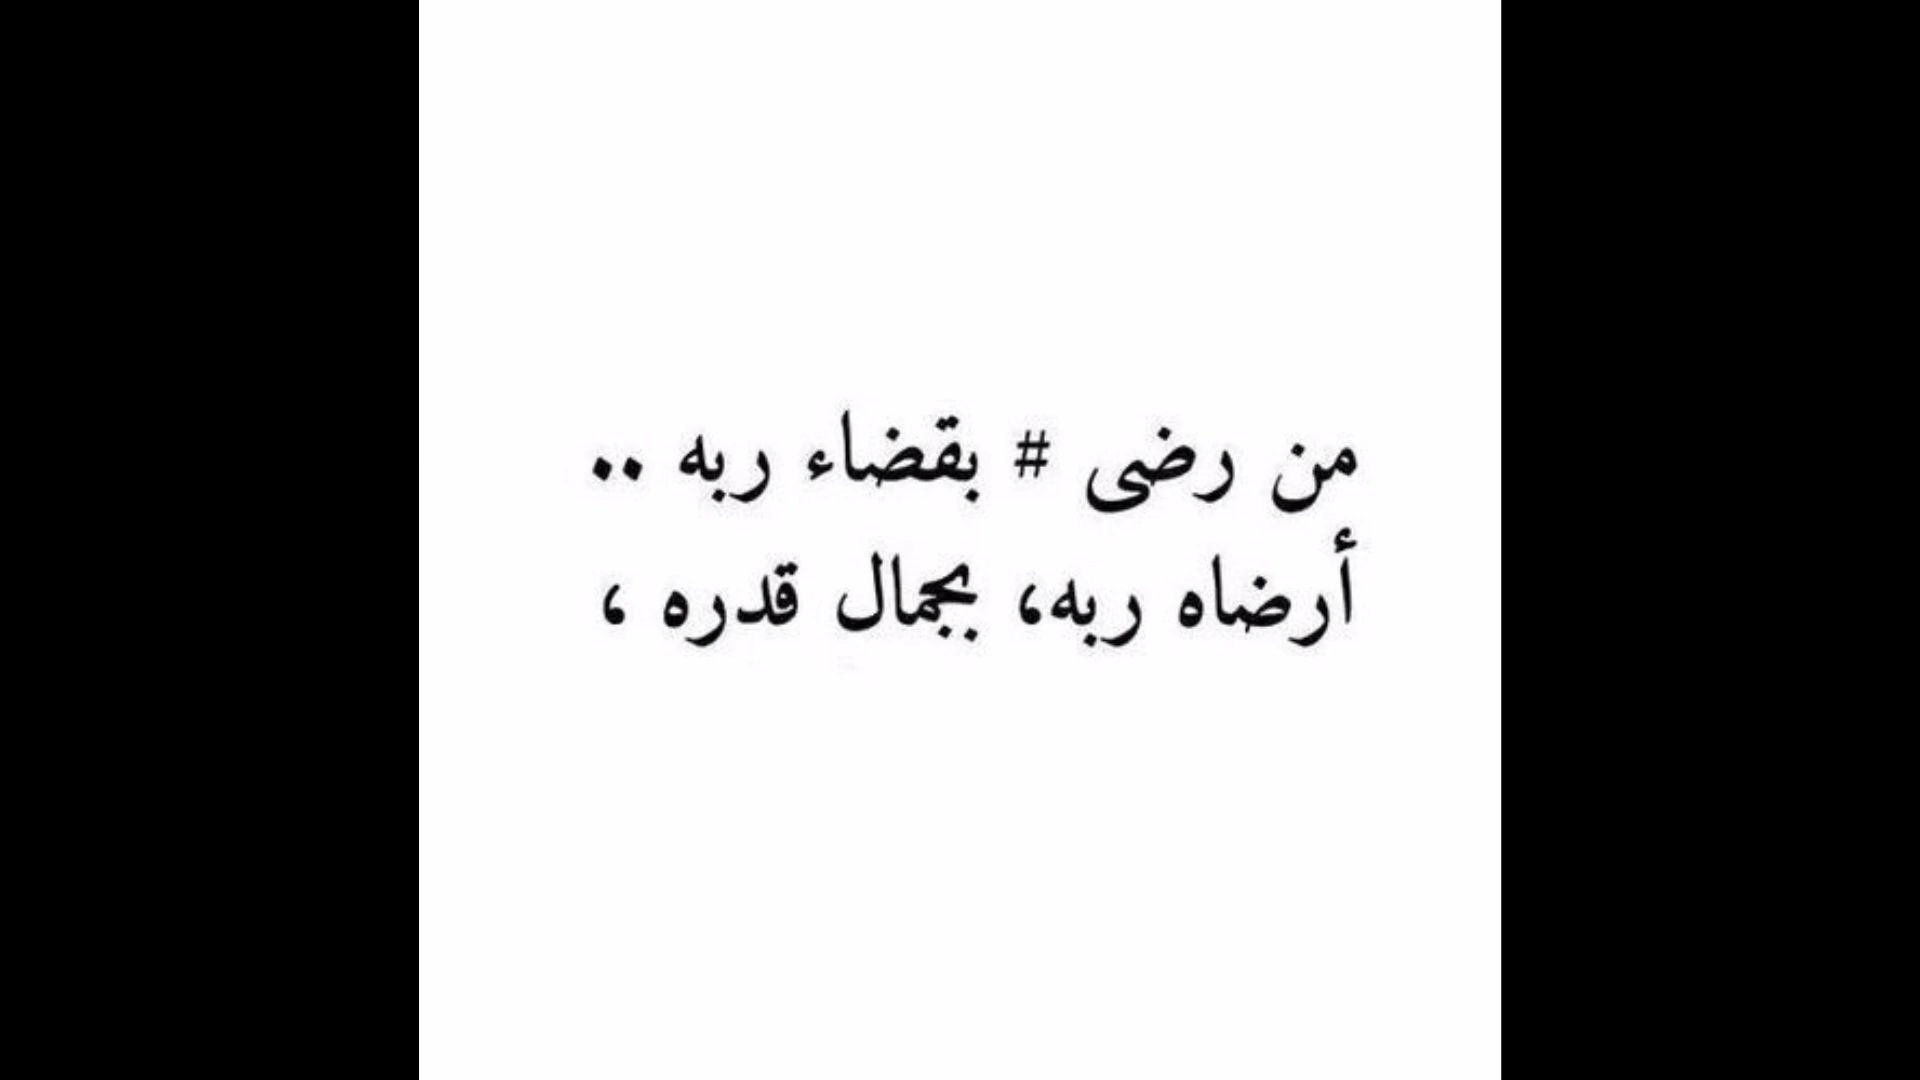 من رضى # بقضاء ربه ..
أرضاه ربه، بجمال قدره ،